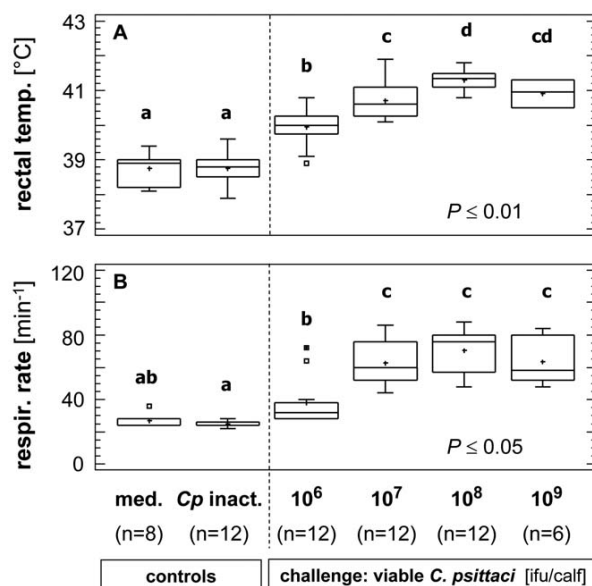 A
rectal temp. [°C]
43
41
39
37
a a b c d cd
P ≤ 0.01
B
respir. rate [min-1]
120
80
40
0
ab a b c c c
P ≤ 0.05
med. Cp inact. 10⁶ 10⁷ 10⁸ 10⁹
(n=8) (n=12) (n=12) (n=12) (n=12) (n=6)
controls challenge: viable C. psittaci [ifu/calf]